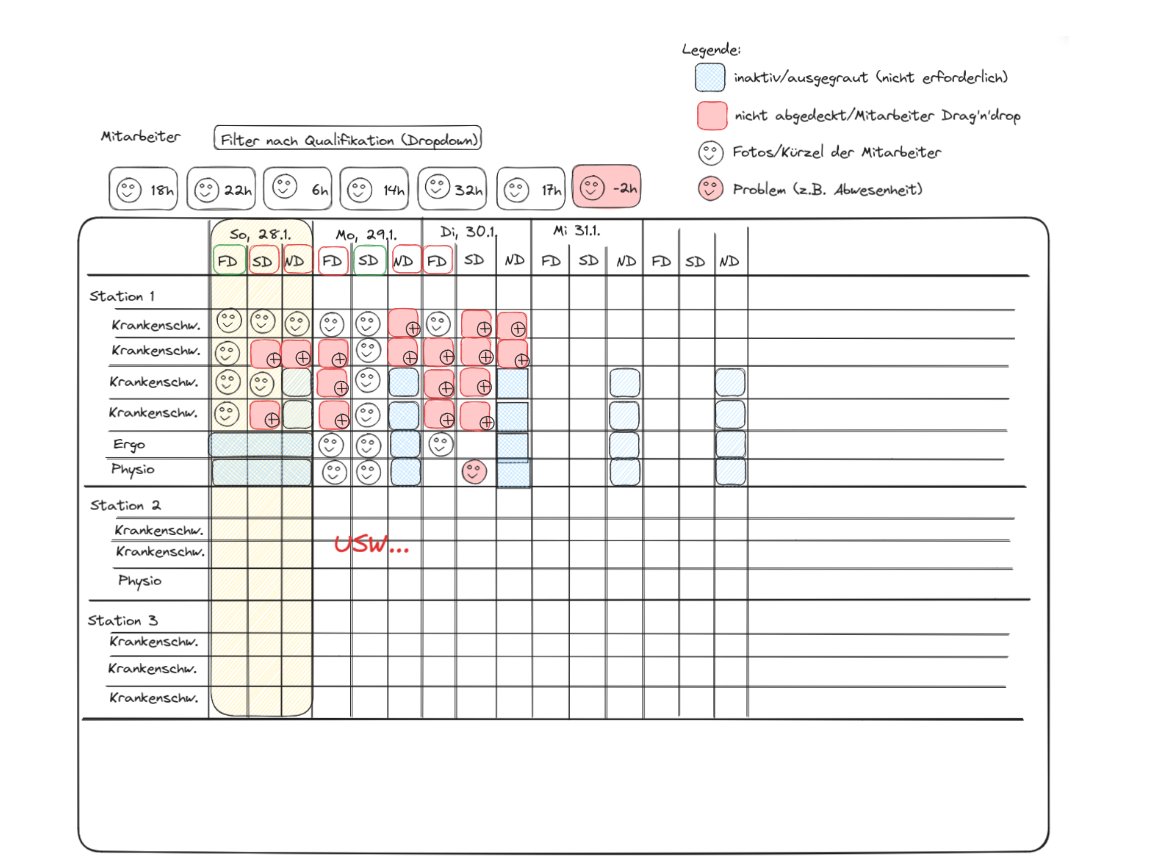 Legende:
inaktiv/ausgegraut (nicht erforderlich)
nicht abgedeckt/Mitarbeiter Drag'n'drop
Fotos/Kürzel der Mitarbeiter
Problem (z.B. Abwesenheit)
Mitarbeiter
Filter nach Qualifikation (Dropdown)
18h 22h 6h 14h 32h 17h -2h
So, 28.1. Mo, 29.1. Di, 30.1. Mi 31.1.
FD SD ND FD SD ND FD SD ND FD SD ND FD SD ND
Station 1
Krankenschw.
Krankenschw.
Krankenschw.
Krankenschw.
Ergo
Physio
Station 2
Krankenschw.
Krankenschw.
USW...
Physio
Station 3
Krankenschw.
Krankenschw.
Krankenschw.